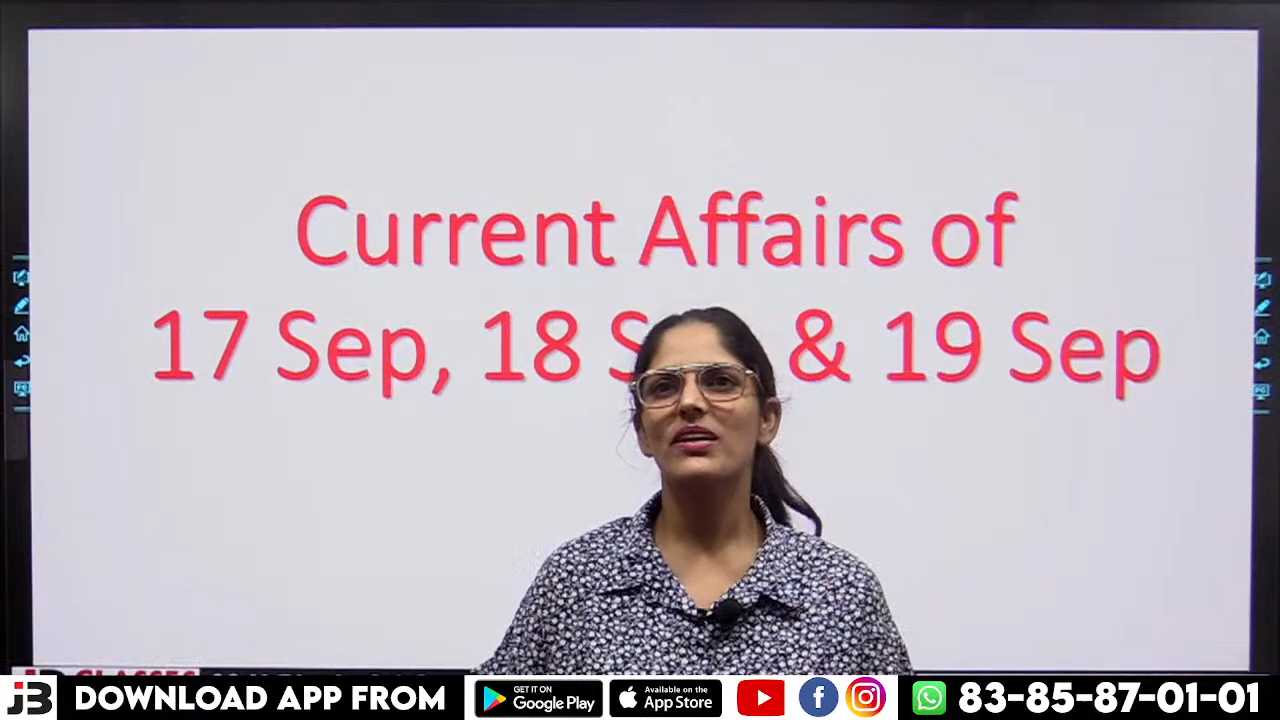 Current Affairs of
17 Sep, 18 S & 19 Sep
CLASSES
JB DOWNLOAD APP FROM GET IT ON Google Play Available on the App Store 83-85-87-01-01